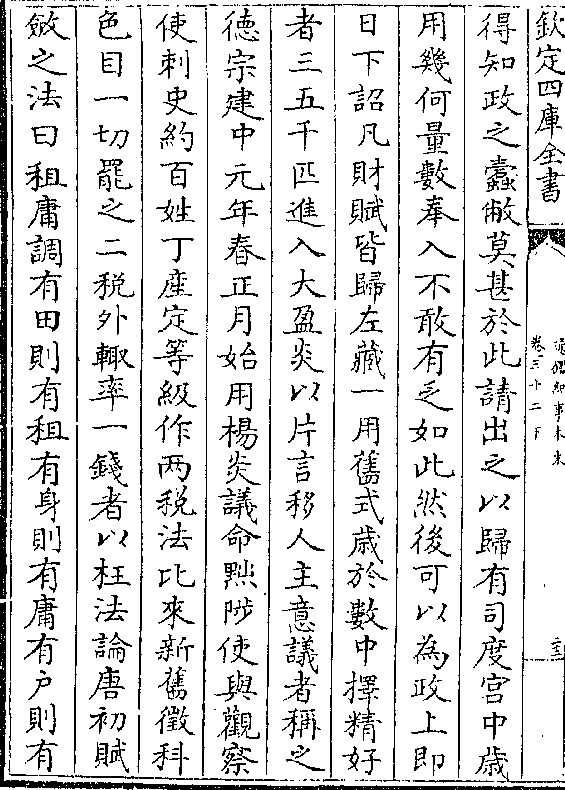 欽定四庫全書
通鑑紀事本末
卷三十二下
得知政之蠹敝莫甚於此請出之以歸有司度宮中歳
用幾何量數奉入不敢有乏如此然後可以為政上即
日下詔凡財賦皆歸左藏一用舊式歳於數中擇精好
者三五千匹進入大盈炎以片言移人主意議者稱之
德宗建中元年春正月始用楊炎議命黜陟使與觀察
使刺史約百姓丁產定等級作两税法比來新舊徵科
色目一切罷之二税外輙率一錢者以枉法論唐初賦
斂之法曰租庸調有田則有租有身則有庸有戶則有